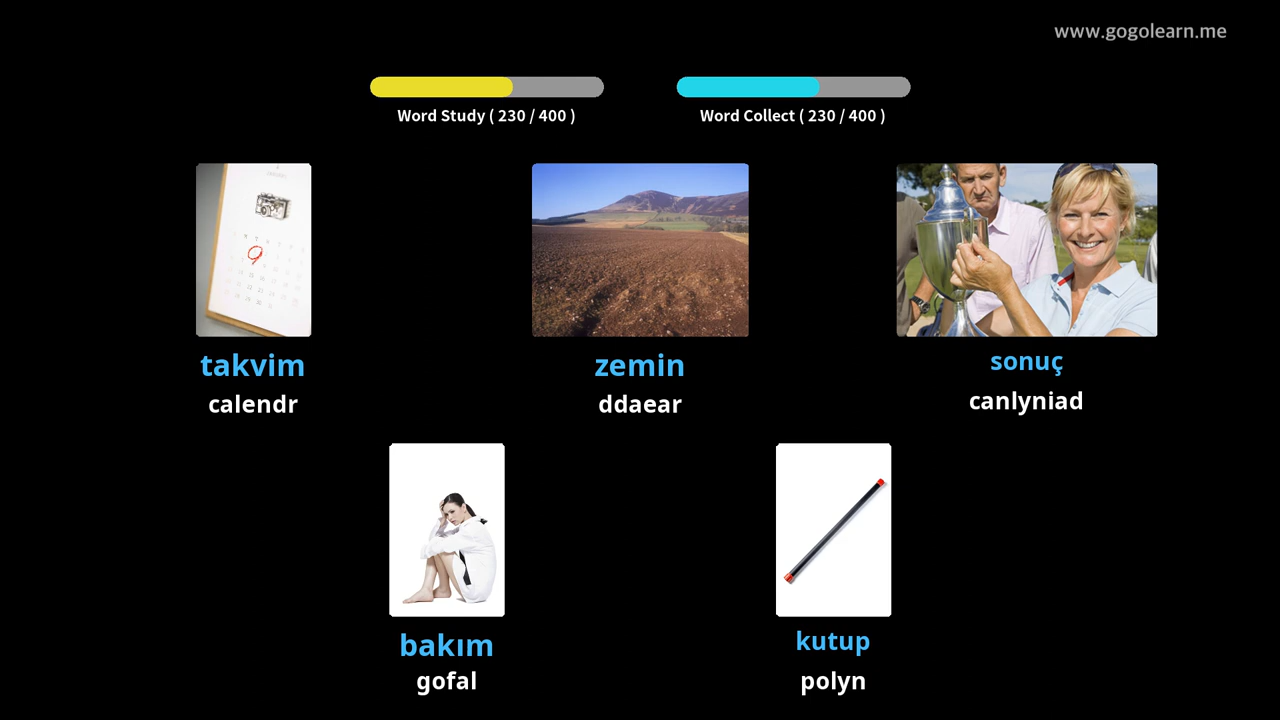 www.gogolearn.me
Word Study ( 230 / 400 )
Word Collect ( 230 / 400 )
takvim
calendr
zemin
ddaear
sonuç
canlyniad
bakım
gofal
kutup
polyn